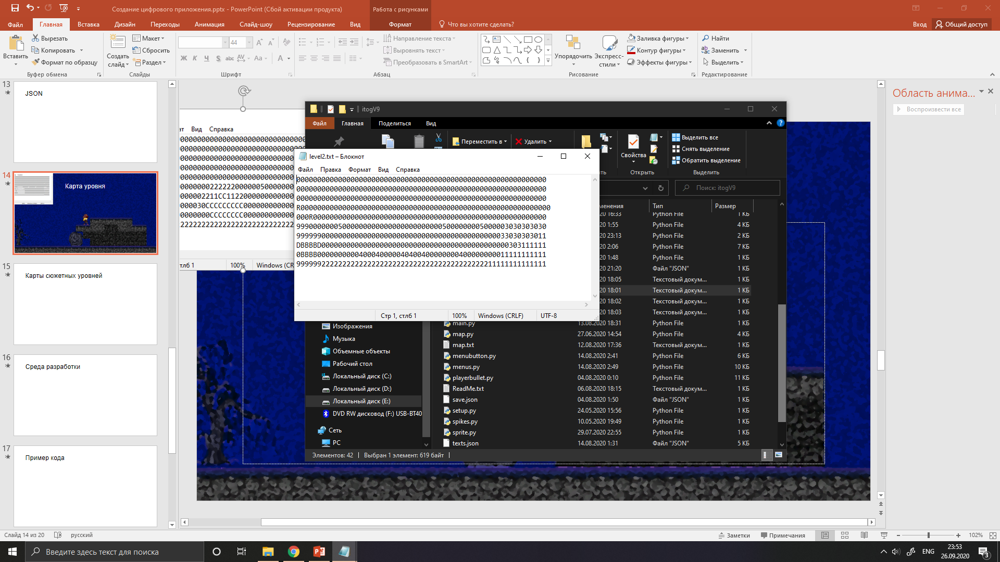 Создание цифрового приложения.pptx - PowerPoint (Сбой активации продукта)
Работа с рисунками
Файл
Главная
Вставка
Дизайн
Переходы
Анимация
Слайд-шоу
Рецензирование
Вид
Формат
Что вы хотите сделать?
Вход
Общий доступ
Вставить
Вырезать
Копировать
Формат по образцу
Буфер обмена
Создать слайд
Макет
Сбросить
Раздел
Слайды
44
Ж К Ч S abc AV Aa A
Шрифт
Направление текста
Выровнять текст
Преобразовать в SmartArt
Абзац
Упорядочить
Экспресс-стили
Заливка фигуры
Контур фигуры
Эффекты фигуры
Рисование
Найти
Заменить
Выделить
Редактирование
13
JSON
14
Карта уровня
15
Карты сюжетных уровней
16
Среда разработки
17
Пример кода
Вид Справка
тлб 1
100%
Windows (CR
itogV9
Файл
Главная
Поделиться
Вид
Переместить в
Удалить
Свойства
Открыть
Выделить все
Снять выделение
Обратить выделение
Выделить
Поиск: itogV9
Тип
Размер
20 16:33 Python File 1 КБ
20 1:55 Python File 4 КБ
20 23:13 Python File 2 КБ
20 2:06 Python File 7 КБ
20 1:48 Python File 1 КБ
20 21:20 Файл "JSON" 1 КБ
20 18:05 Текстовый докум... 1 КБ
20 18:01 Текстовый докум... 1 КБ
20 18:02 Текстовый докум... 1 КБ
20 18:03 Текстовый докум... 1 КБ
main.py 13.08.2020 18:31 Python File 1 КБ
map.py 27.06.2020 14:54 Python File 4 КБ
map.txt 12.08.2020 17:36 Текстовый докум... 1 КБ
menubutton.py 14.08.2020 2:41 Python File 6 КБ
menus.py 14.08.2020 2:49 Python File 10 КБ
playerbullet.py 04.08.2020 0:10 Python File 11 КБ
ReadMe.txt 06.08.2020 18:15 Текстовый докум... 1 КБ
save.json 04.08.2020 1:50 Файл "JSON" 1 КБ
setup.py 24.05.2020 15:56 Python File 1 КБ
spikes.py 10.05.2020 19:49 Python File 1 КБ
sprite.py 29.07.2020 22:55 Python File 1 КБ
texts.json 14.08.2020 1:31 Файл "JSON" 5 КБ
Изображения
Музыка
Объемные объекты
Рабочий стол
Локальный диск (C:)
Локальный диск (D:)
Локальный диск (E:)
DVD RW дисковод (F:) USB-BT40
Сеть
PC
Элементов: 42
Выбран 1 элемент: 619 байт
level2.txt – Блокнот
Файл Правка Формат Вид Справка
000000000000000000000000000000000000000000000000000000000000
000000000000000000000000000000000000000000000000000000000000
000000000000000000000000000000000000000000000000000000000000
R000000000000000000000000000000000000000000000000000000000000
000R00000000000000000000000000000000000000000000000000000000
999000000050000000000000000000000005000000005000003030303030
999999000000000000000000000000000000000000000000033030303011
DBBBBD000000000000000000000000000000000000000000000303111111
0BBBB0000000000400040000040400400000000400000000011111111111
999999222222222222222222222222222222222222222211111111111111
Стр 1, стлб 1
100%
Windows (CRLF)
UTF-8
Область анима...
Воспроизвести все
Слайд 14 из 20
русский
Заметки
Примечания
102%
Введите здесь текст для поиска
ENG
23:53
26.09.2020
3